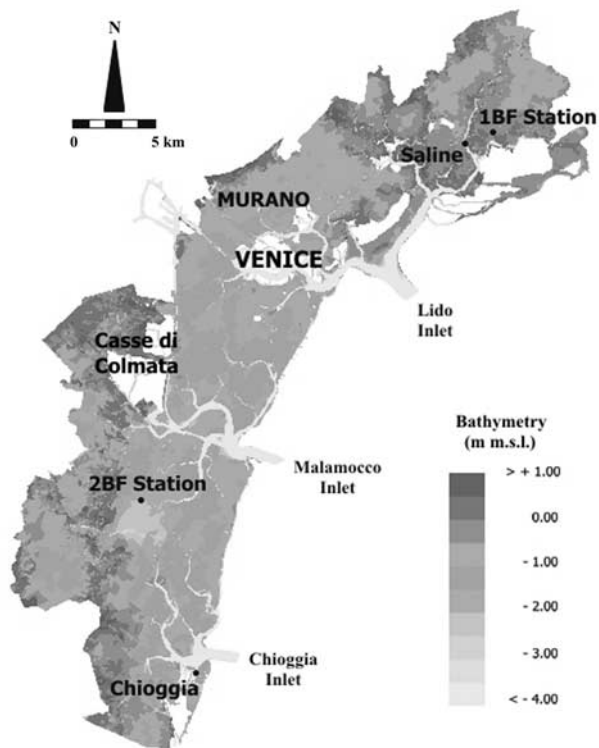 N
0 5 km
1BF Station
Saline
MURANO
VENICE
Lido
Inlet
Casse di
Colmata
Malamocco
Inlet
2BF Station
Chioggia
Inlet
Chioggia
Bathymetry
(m m.s.l.)
> + 1.00
0.00
- 1.00
- 2.00
- 3.00
< - 4.00